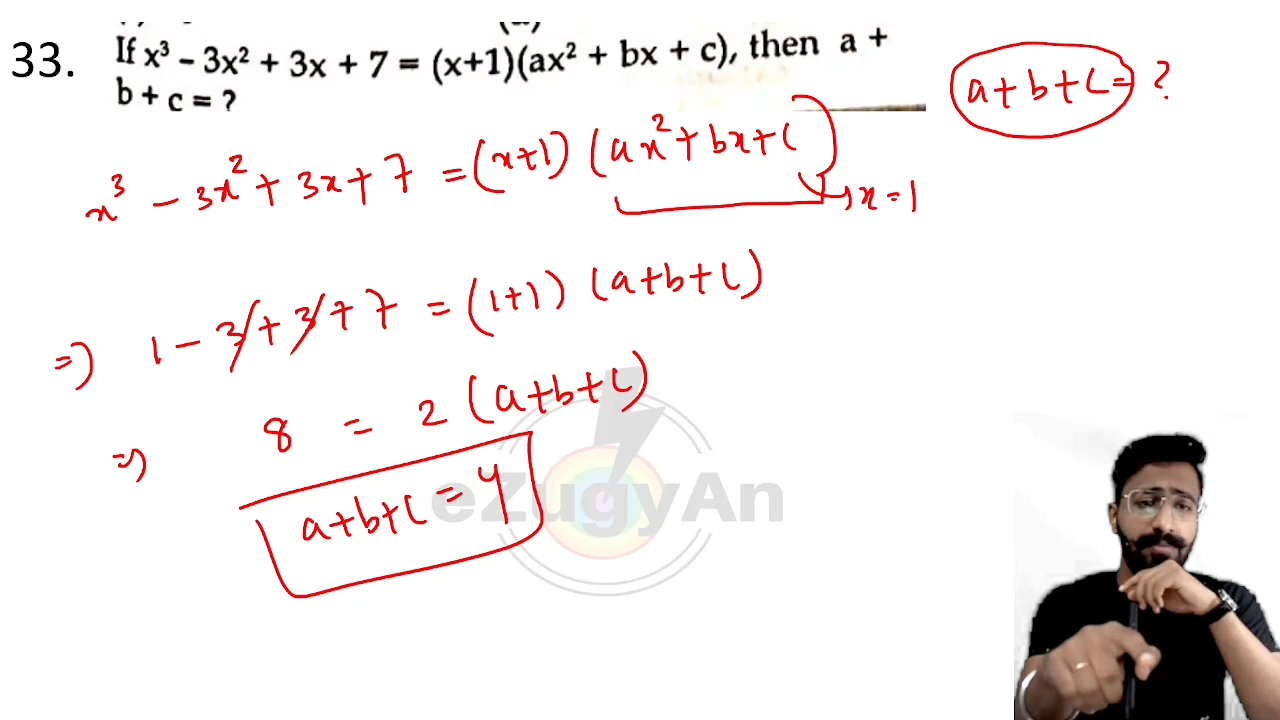 33. If x³ - 3x² + 3x + 7 = (x+1)(ax² + bx + c), then a +
b + c = ?
a+b+c = ?
x³ - 3x² + 3x + 7 = (x+1) (ax² + bx + c)
x = 1
=) 1 - 3 + 3 + 7 = (1+1) (a+b+c)
=) 8 = 2 (a+b+c)
a+b+c = 4
eZugyAn